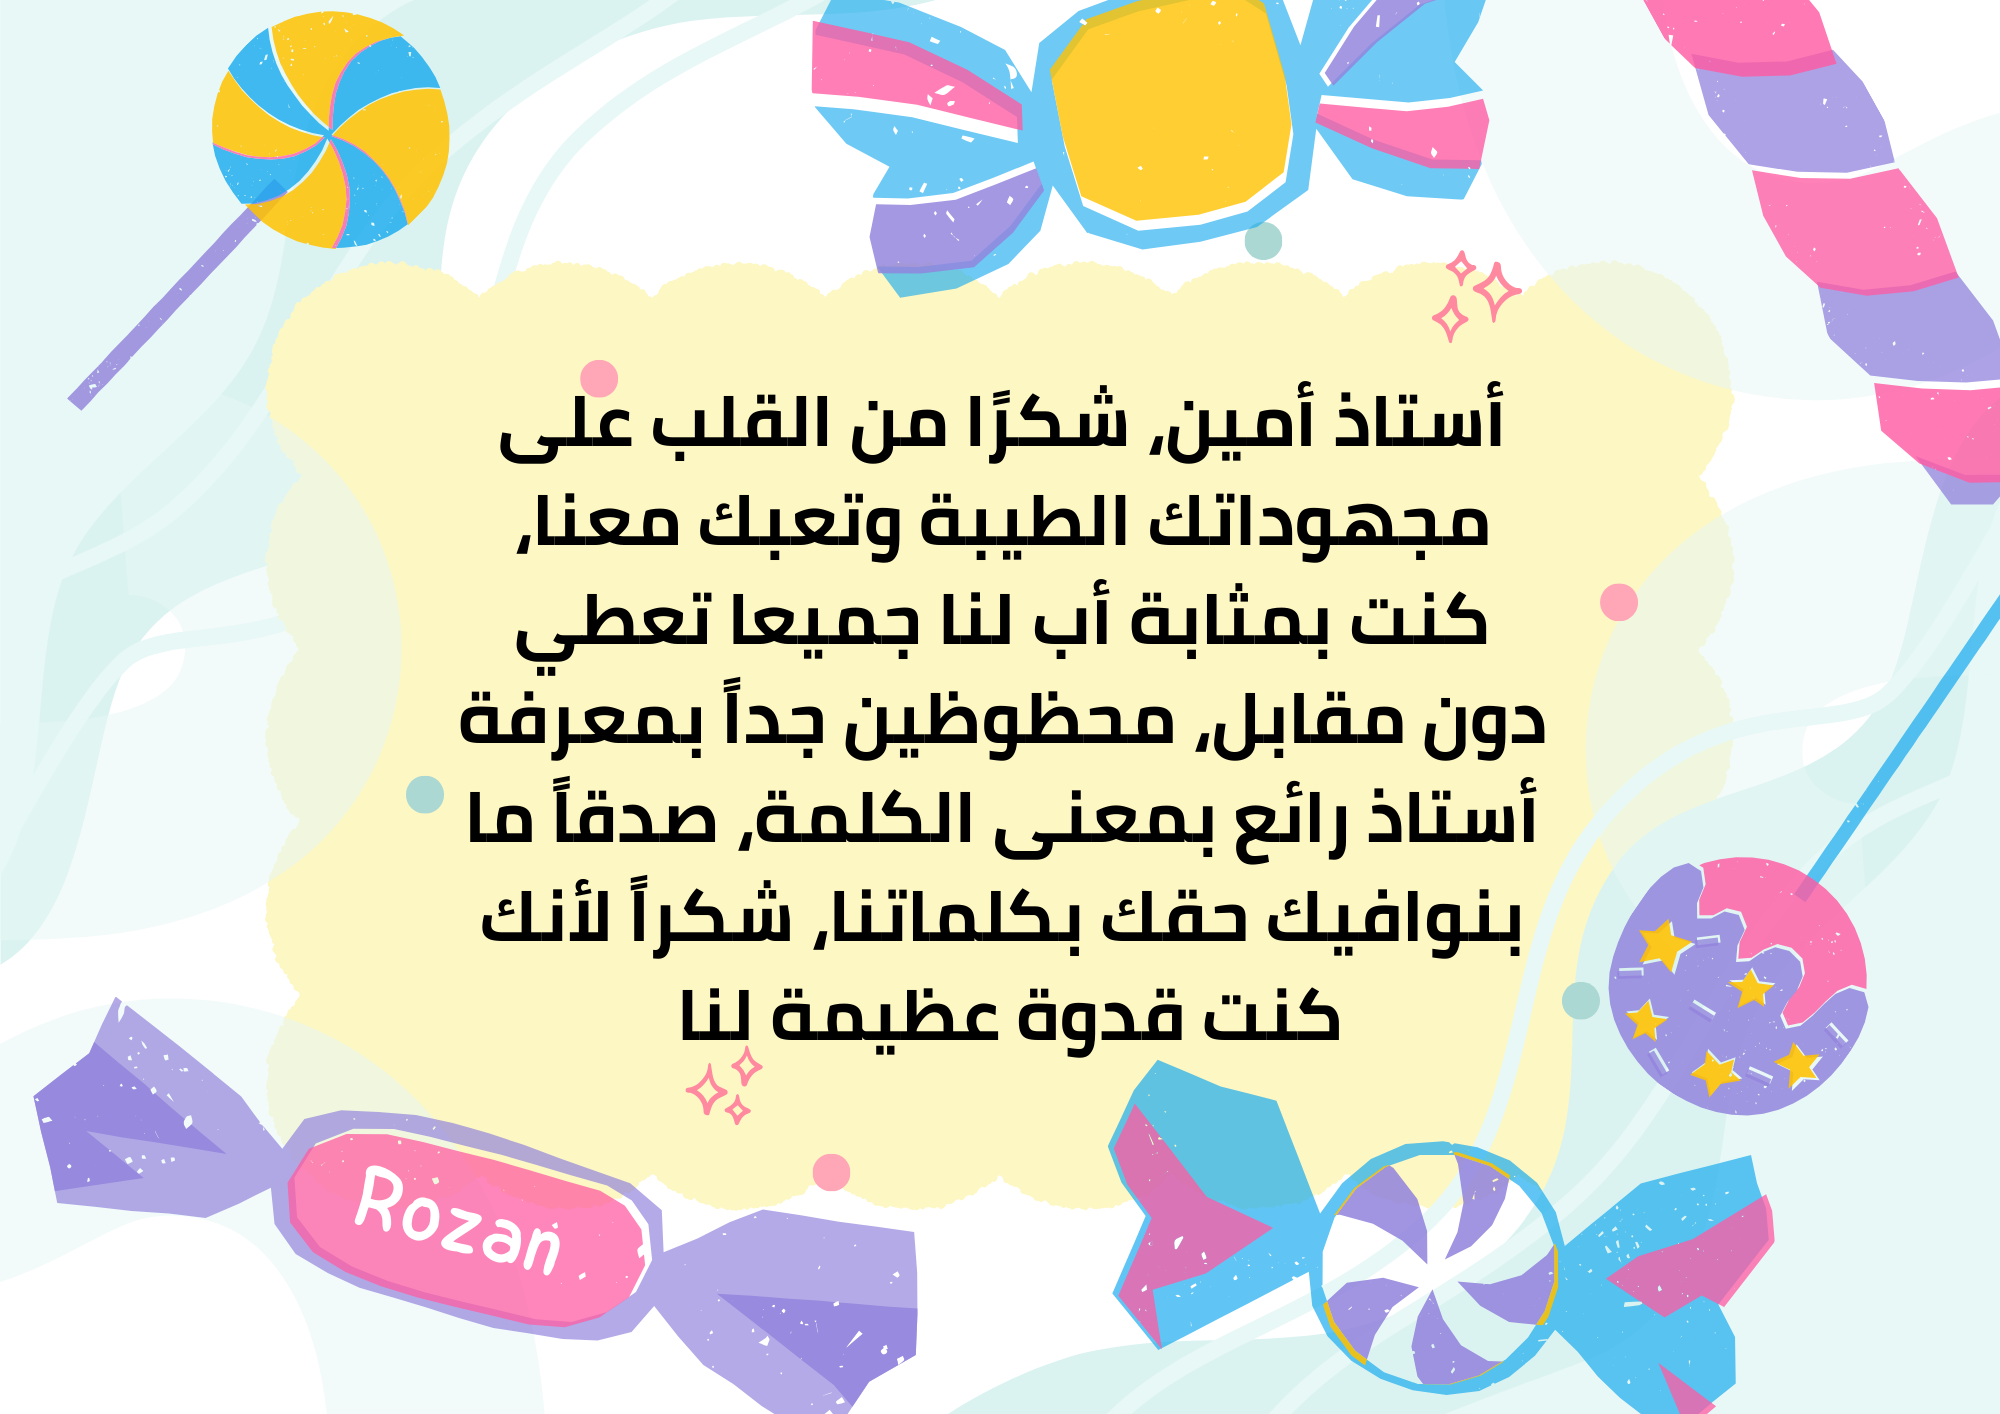 أستاذ أمين، شكرًا من القلب على
مجهوداتك الطيبة وتعبك معنا،
كنت بمثابة أب لنا جميعا تعطي
دون مقابل، محظوظين جداً بمعرفة
أستاذ رائع بمعنى الكلمة، صدقاً ما
بنوافيك حقك بكلماتنا، شكراً لأنك
كنت قدوة عظيمة لنا
Rozan